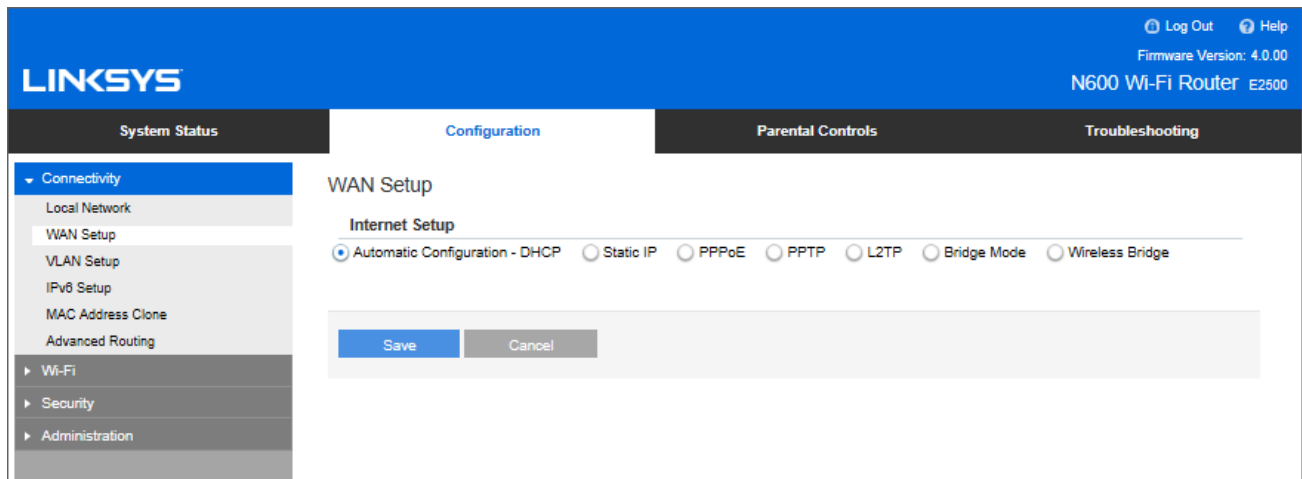 Log Out Help
Firmware Version: 4.0.00
LINKSYS
N600 Wi-Fi Router E2500
System Status Configuration Parental Controls Troubleshooting
Connectivity
Local Network
WAN Setup
VLAN Setup
IPv6 Setup
MAC Address Clone
Advanced Routing
Wi-Fi
Security
Administration
WAN Setup
Internet Setup
Automatic Configuration - DHCP Static IP PPPoE PPTP L2TP Bridge Mode Wireless Bridge
Save Cancel